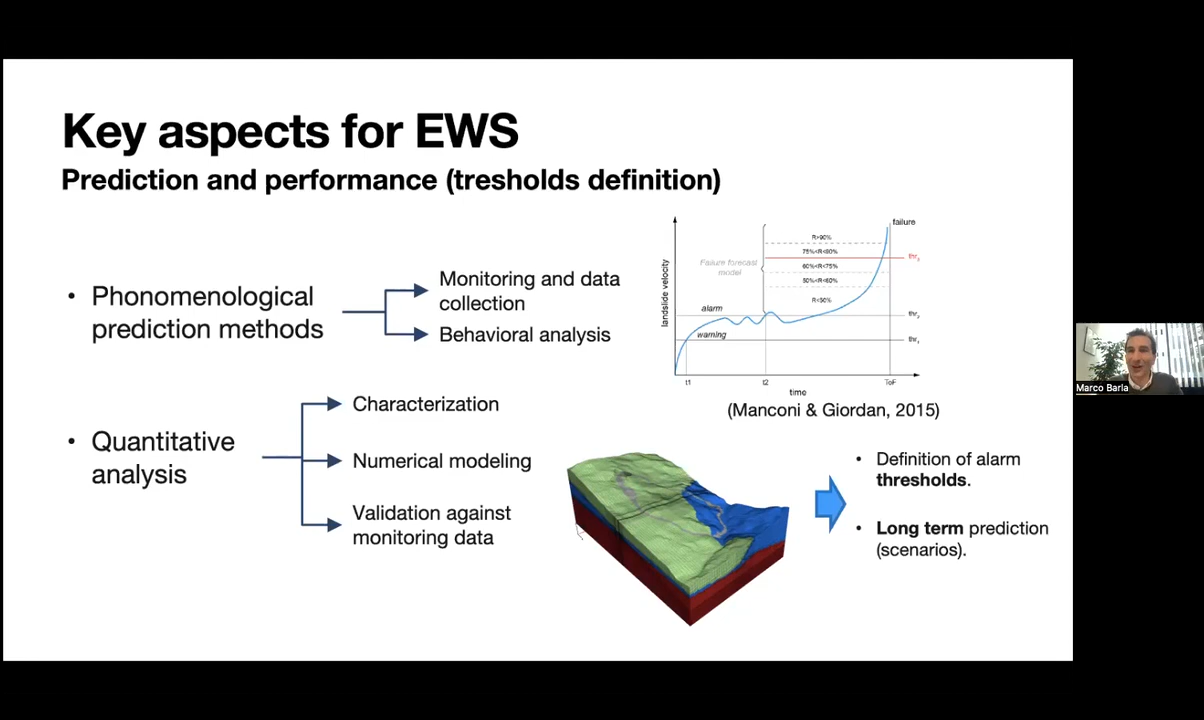 Key aspects for EWS
Prediction and performance (tresholds definition)
• Phonomenological
prediction methods
Monitoring and data
collection
Behavioral analysis
• Quantitative
analysis
Characterization
Numerical modeling
Validation against
monitoring data
landslide velocity
failure
R>90%
75%<R<90%
60%<R<75%
50%<R<60%
R<50%
Failure forecast
model
thr3
thr2
thr1
alarm
warning
t1
t2
ToF
time
(Manconi & Giordan, 2015)
• Definition of alarm
thresholds.
• Long term prediction
(scenarios).
Marco Barla